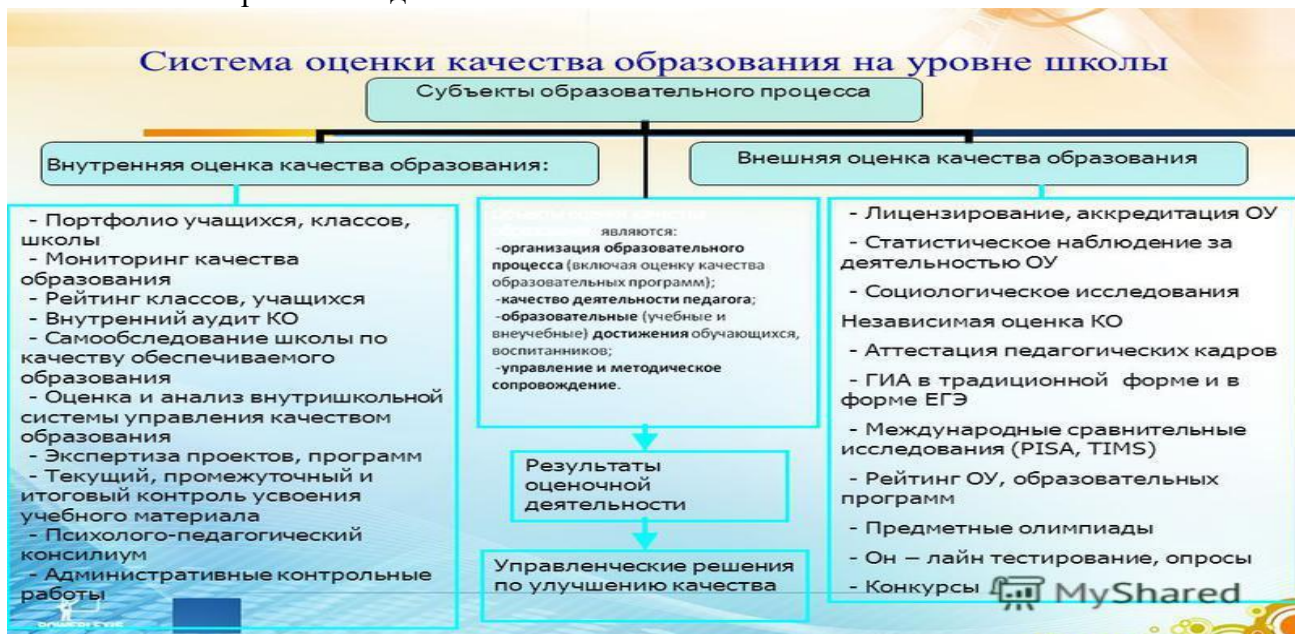 Система оценки качества образования на уровне школы
Субъекты образовательного процесса
Внутренняя оценка качества образования:
- Портфолио учащихся, классов,
школы
- Мониторинг качества
образования
- Рейтинг классов, учащихся
- Внутренний аудит КО
- Самообследование школы по
качеству обеспечиваемого
образования
- Оценка и анализ внутришкольной
системы управления качеством
образования
- Экспертиза проектов, программ
- Текущий, промежуточный и
итоговый контроль усвоения
учебного материала
- Психолого-педагогический
консилиум
- Административные контрольные
работы
являются:
-организация образовательного
процесса (включая оценку качества
образовательных программ);
-качество деятельности педагога;
-образовательные (учебные и
внеучебные) достижения обучающихся,
воспитанников;
-управление и методическое
сопровождение.
Результаты
оценочной
деятельности
Управленческие решения
по улучшению качества
Внешняя оценка качества образования
- Лицензирование, аккредитация ОУ
- Статистическое наблюдение за
деятельностью ОУ
- Социологическое исследования
Независимая оценка КО
- Аттестация педагогических кадров
- ГИА в традиционной форме и в
форме ЕГЭ
- Международные сравнительные
исследования (PISA, TIMS)
- Рейтинг ОУ, образовательных
программ
- Предметные олимпиады
- Он – лайн тестирование, опросы
- Конкурсы
MyShared